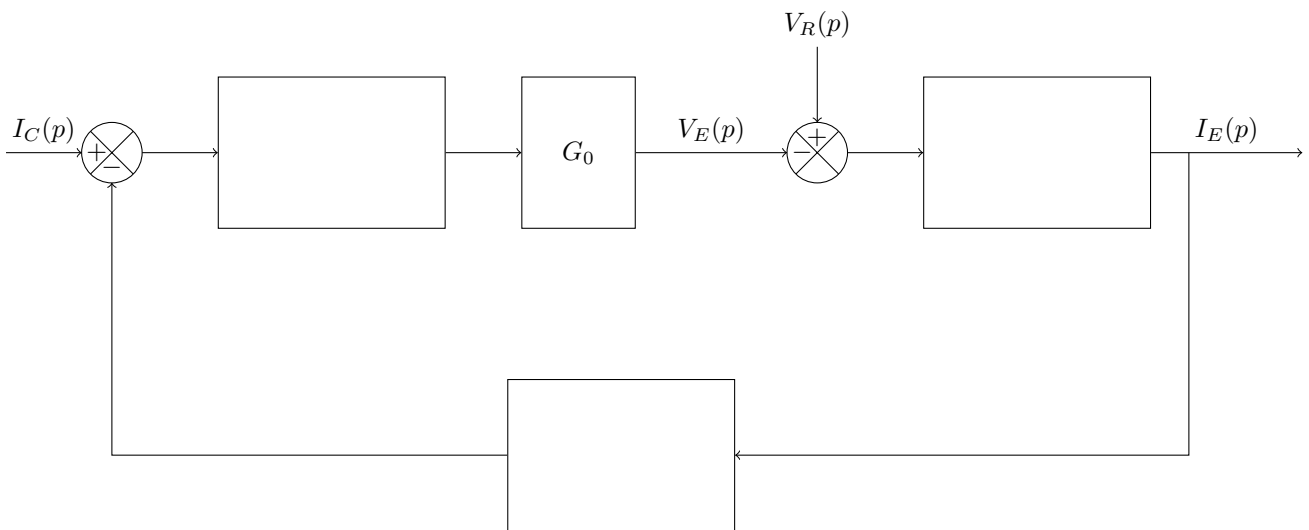 V_R(p)
I_C(p)
+
−
G_0
V_E(p)
+
−
I_E(p)